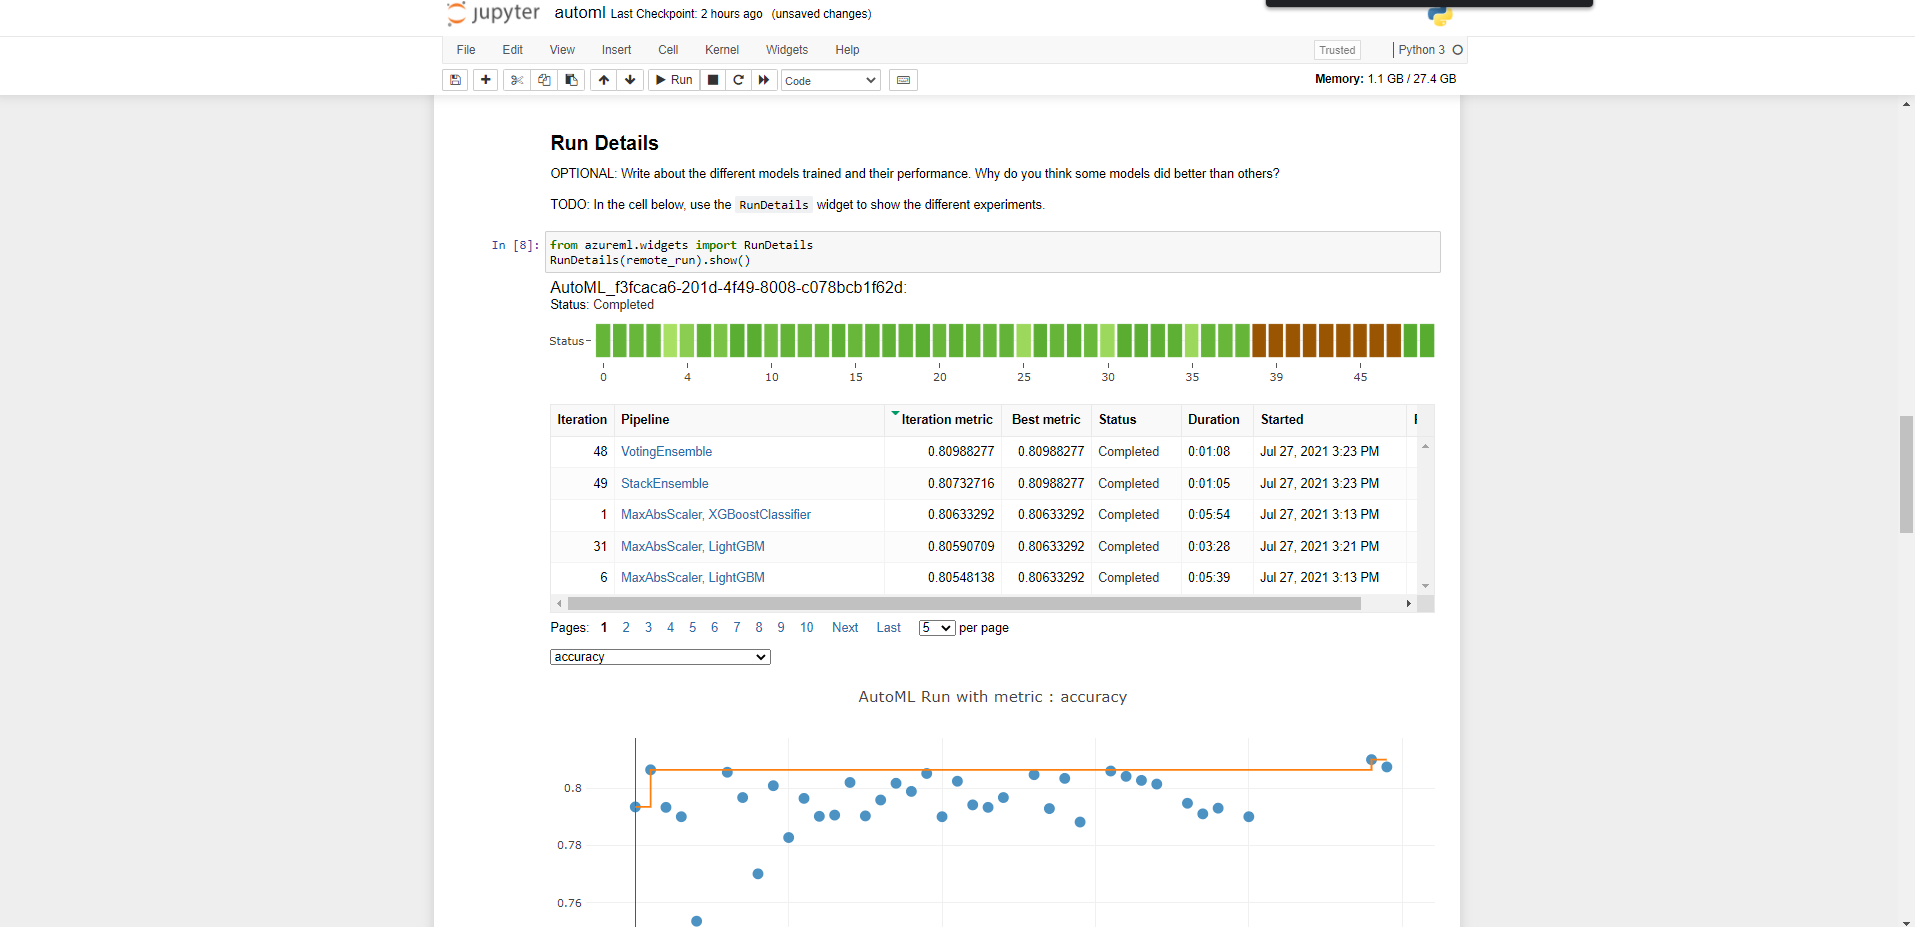 jupyter automl Last Checkpoint: 2 hours ago (unsaved changes)
File Edit View Insert Cell Kernel Widgets Help Trusted Python 3
Run Code Memory: 1.1 GB / 27.4 GB
Run Details
OPTIONAL: Write about the different models trained and their performance. Why do you think some models did better than others?
TODO: In the cell below, use the RunDetails widget to show the different experiments.
In [8]: from azureml.widgets import RunDetails
RunDetails(remote_run).show()
AutoML_f3fcaca6-201d-4f49-8008-c078bcb1f62d:
Status: Completed
Status
0 4 10 15 20 25 30 35 39 45
Iteration Pipeline Iteration metric Best metric Status Duration Started
48 VotingEnsemble 0.80988277 0.80988277 Completed 0:01:08 Jul 27, 2021 3:23 PM
49 StackEnsemble 0.80732716 0.80988277 Completed 0:01:05 Jul 27, 2021 3:23 PM
1 MaxAbsScaler, XGBoostClassifier 0.80633292 0.80633292 Completed 0:05:54 Jul 27, 2021 3:13 PM
31 MaxAbsScaler, LightGBM 0.80590709 0.80633292 Completed 0:03:28 Jul 27, 2021 3:21 PM
6 MaxAbsScaler, LightGBM 0.80548138 0.80633292 Completed 0:05:39 Jul 27, 2021 3:13 PM
Pages: 1 2 3 4 5 6 7 8 9 10 Next Last 5 per page
accuracy
AutoML Run with metric : accuracy
0.8
0.78
0.76